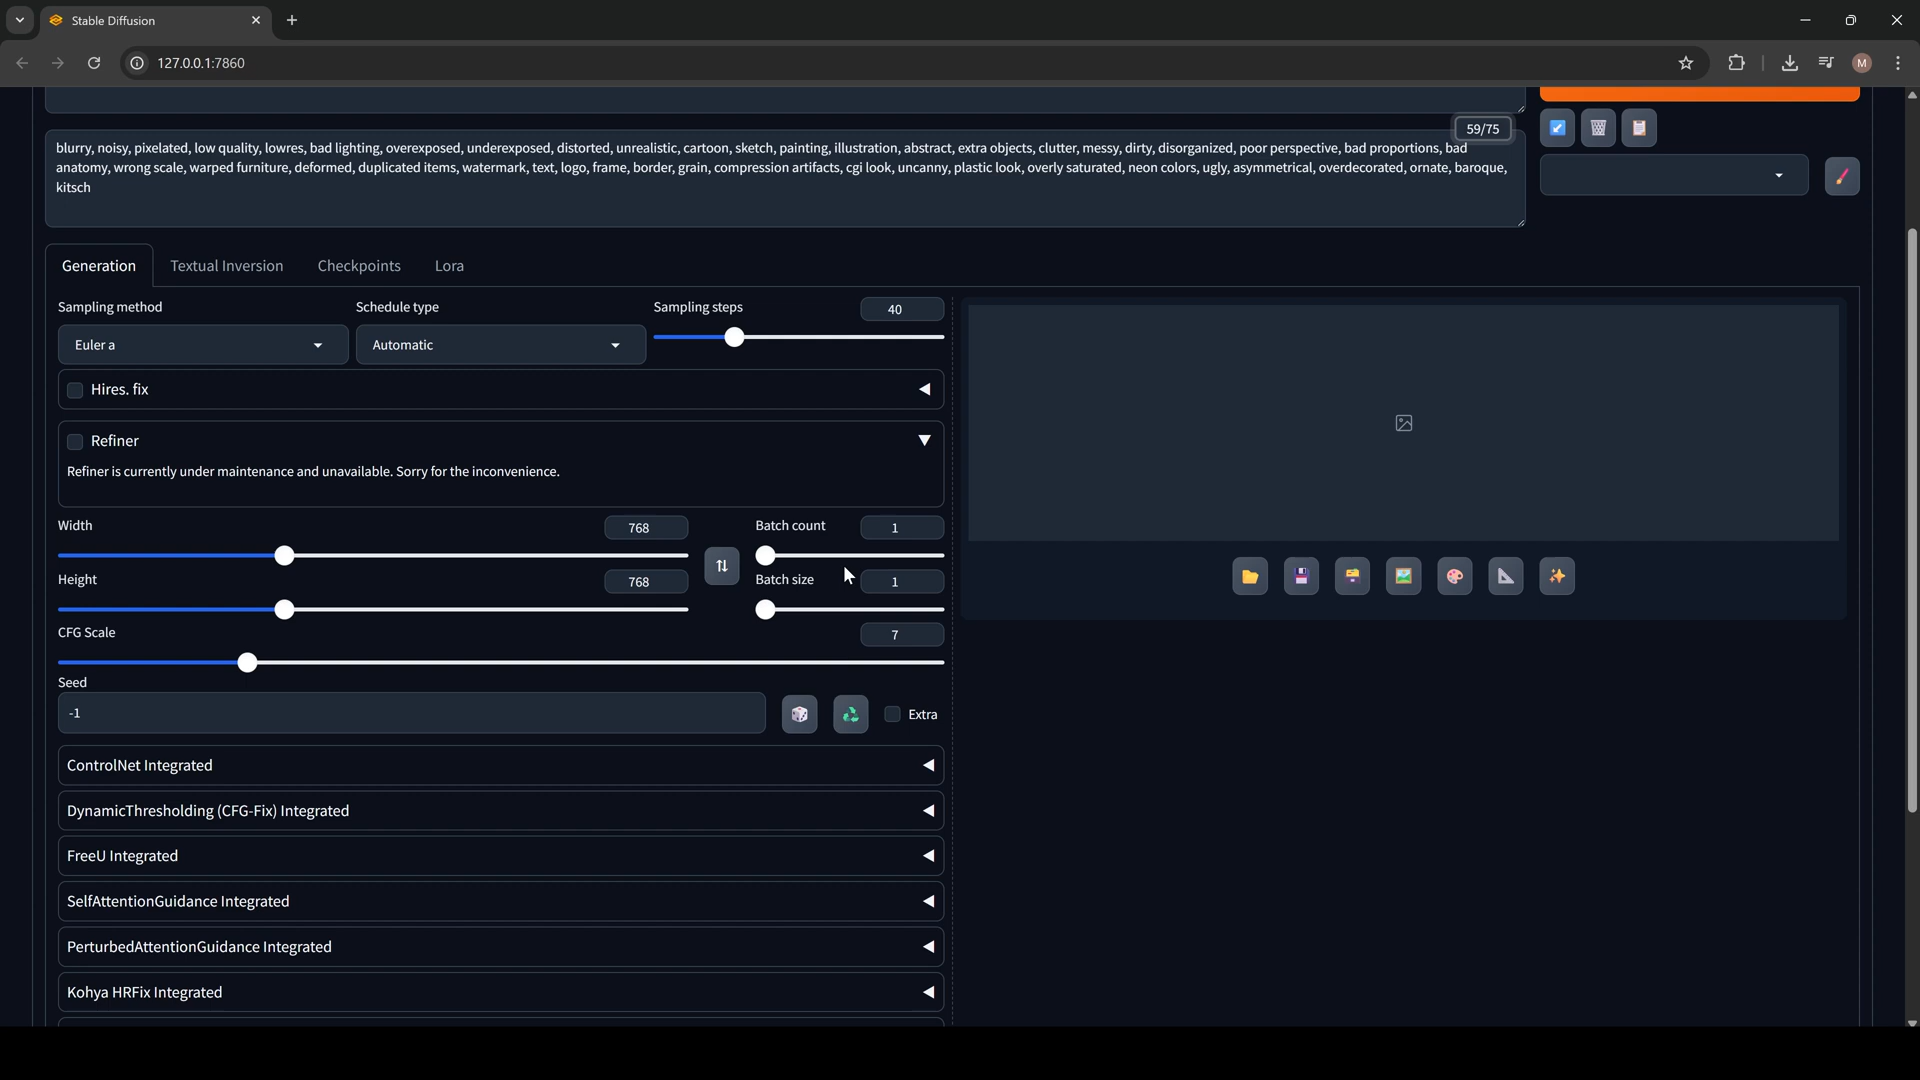 Stable Diffusion
127.0.0.1:7860
M
59/75
blurry, noisy, pixelated, low quality, lowres, bad lighting, overexposed, underexposed, distorted, unrealistic, cartoon, sketch, painting, illustration, abstract, extra objects, clutter, messy, dirty, disorganized, poor perspective, bad proportions, bad
anatomy, wrong scale, warped furniture, deformed, duplicated items, watermark, text, logo, frame, border, grain, compression artifacts, cgi look, uncanny, plastic look, overly saturated, neon colors, ugly, asymmetrical, overdecorated, ornate, baroque,
kitsch
Generation Textual Inversion Checkpoints Lora
Sampling method Schedule type Sampling steps 40
Euler a Automatic
Hires. fix
Refiner
Refiner is currently under maintenance and unavailable. Sorry for the inconvenience.
Width 768 Batch count 1
Height 768 Batch size 1
CFG Scale 7
Seed
-1 Extra
ControlNet Integrated
DynamicThresholding (CFG-Fix) Integrated
FreeU Integrated
SelfAttentionGuidance Integrated
PerturbedAttentionGuidance Integrated
Kohya HRFix Integrated